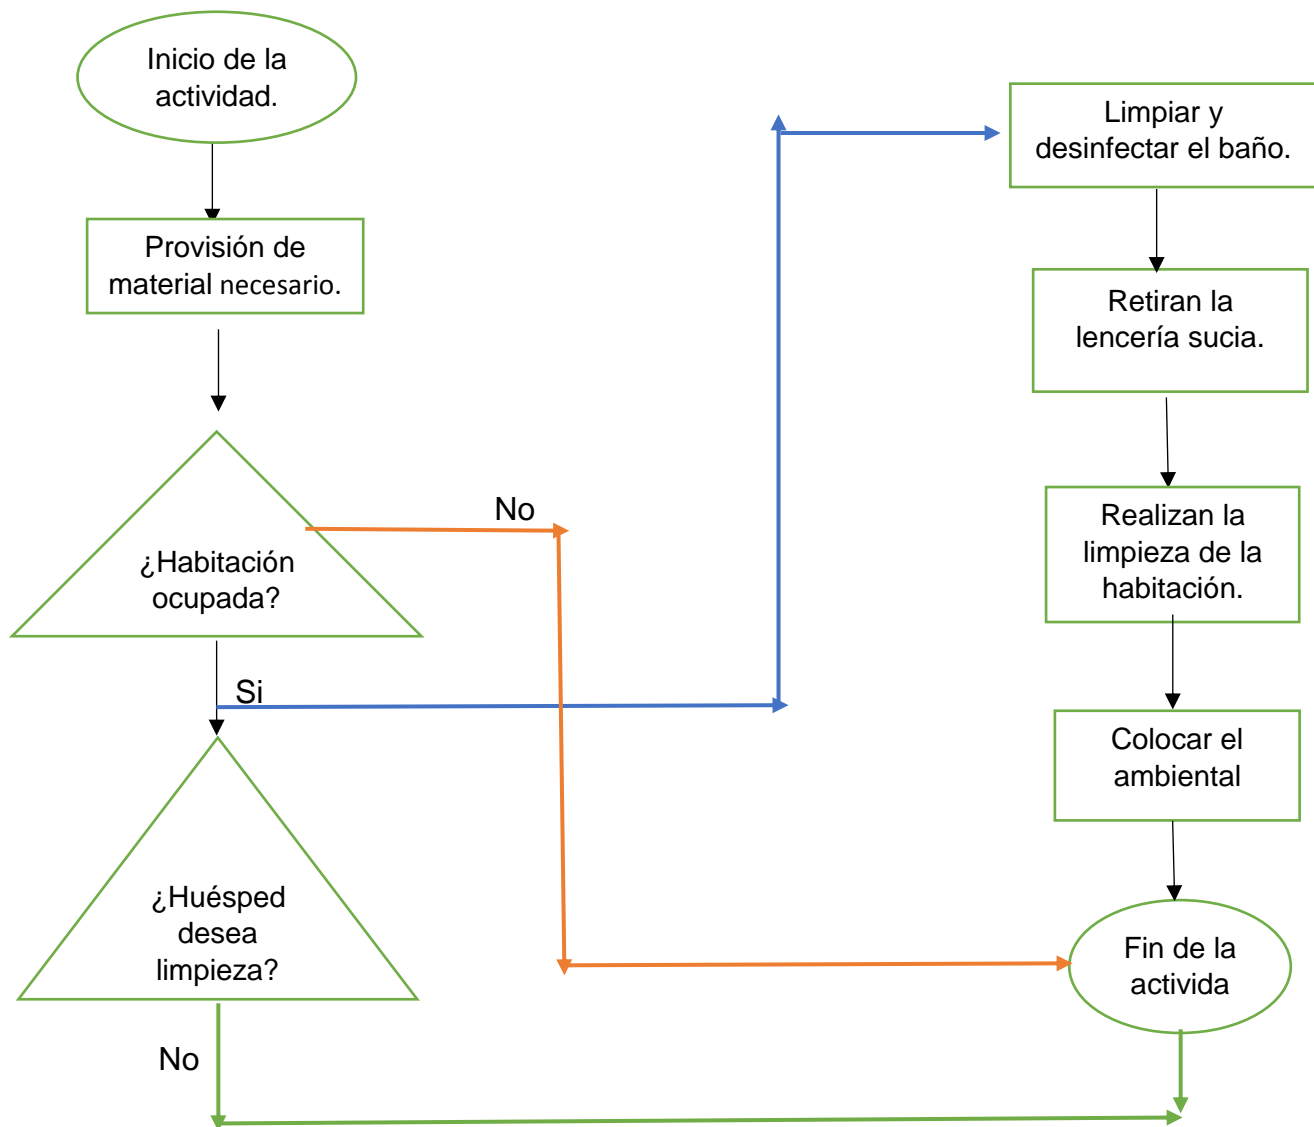 Inicio de la
actividad.
Provisión de
material necesario.
¿Habitación
ocupada?
No
Si
¿Huésped
desea
limpieza?
No
Limpiar y
desinfectar el baño.
Retiran la
lencería sucia.
Realizan la
limpieza de la
habitación.
Colocar el
ambiental
Fin de la
activida